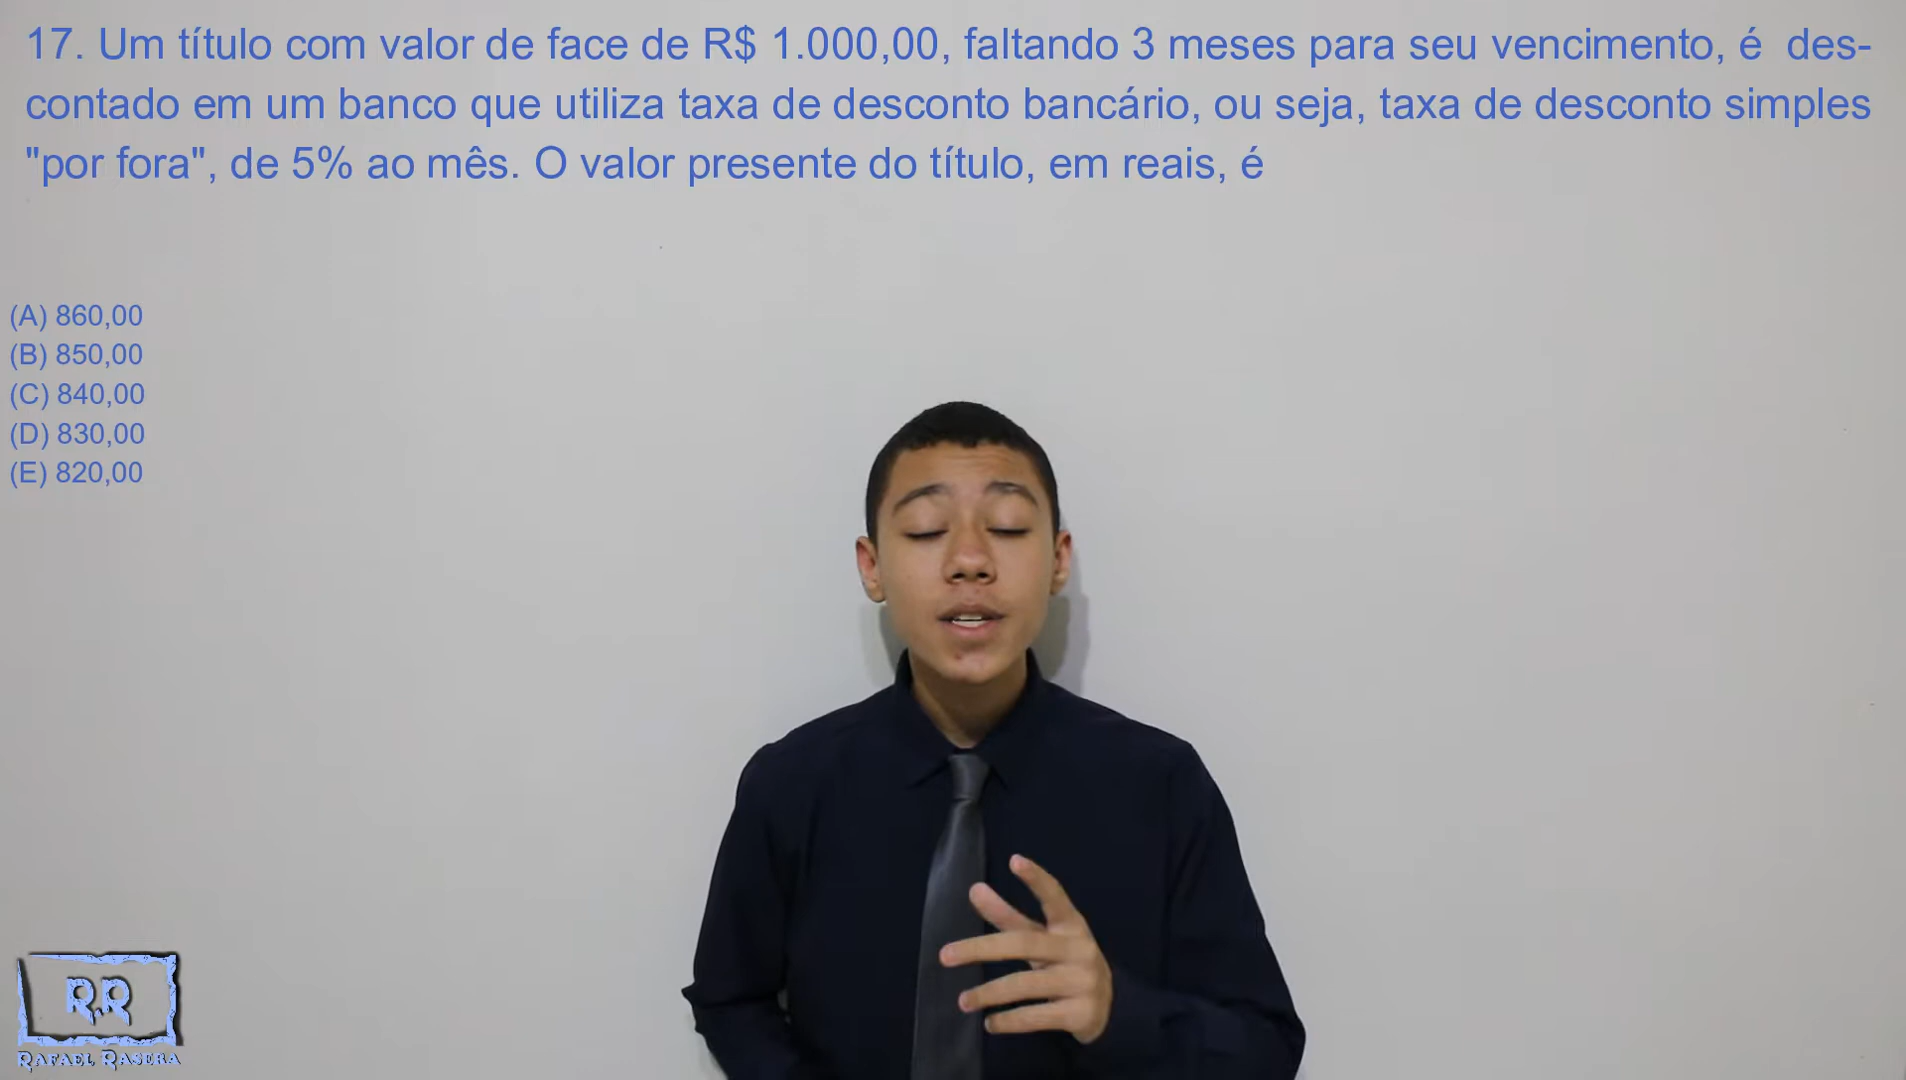 17. Um título com valor de face de R$ 1.000,00, faltando 3 meses para seu vencimento, é des-
contado em um banco que utiliza taxa de desconto bancário, ou seja, taxa de desconto simples
"por fora", de 5% ao mês. O valor presente do título, em reais, é
(A) 860,00
(B) 850,00
(C) 840,00
(D) 830,00
(E) 820,00
R.R
RAFAEL RASERA